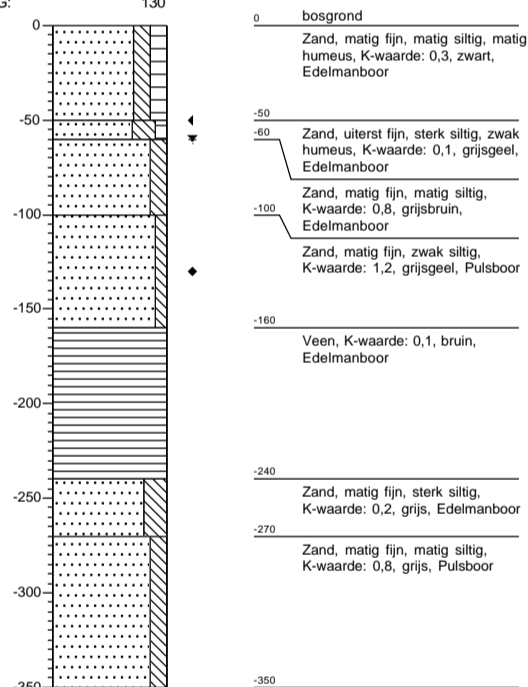 G: 130
0
-50
-100
-150
-200
-250
-300
-350
0 bosgrond
Zand, matig fijn, matig siltig, matig
humeus, K-waarde: 0,3, zwart,
Edelmanboor
-50
Zand, uiterst fijn, sterk siltig, zwak
humeus, K-waarde: 0,1, grijsgeel,
Edelmanboor
-60
Zand, matig fijn, matig siltig,
K-waarde: 0,8, grijsbruin,
Edelmanboor
-100
Zand, matig fijn, zwak siltig,
K-waarde: 1,2, grijsgeel, Pulsboor
-160
Veen, K-waarde: 0,1, bruin,
Edelmanboor
-240
Zand, matig fijn, sterk siltig,
K-waarde: 0,2, grijs, Edelmanboor
-270
Zand, matig fijn, matig siltig,
K-waarde: 0,8, grijs, Pulsboor
-350